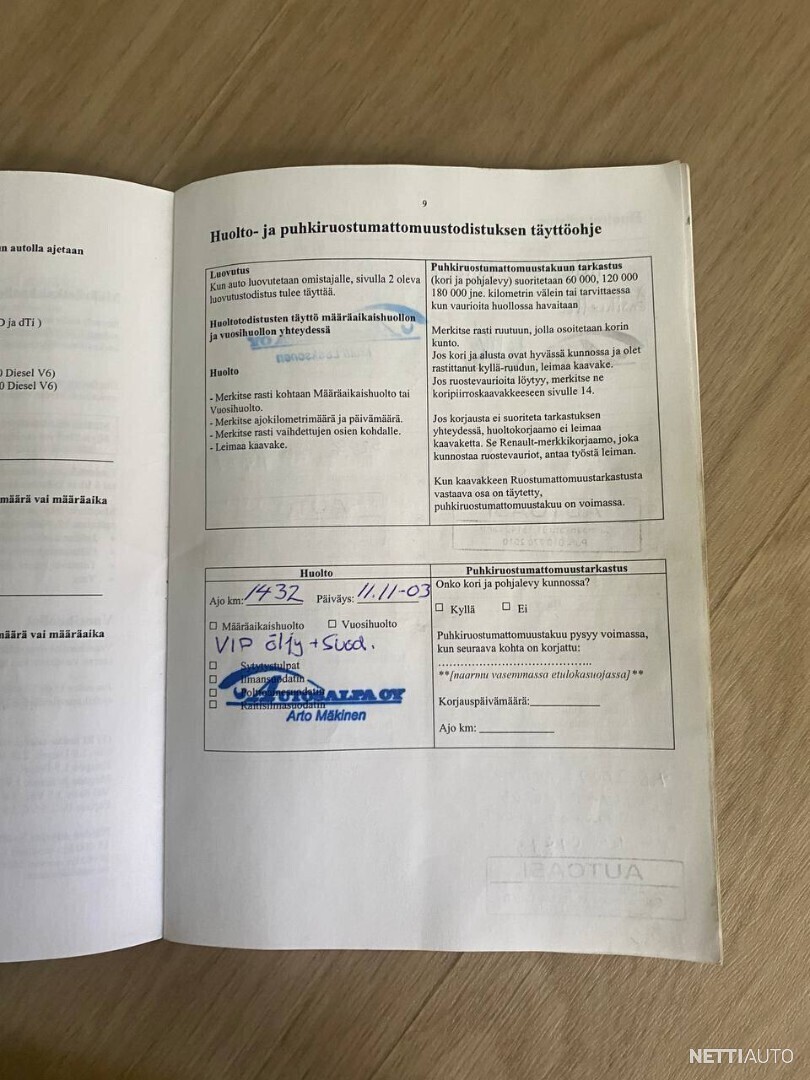 n autolla ajetaan
D ja dTi )
0 Diesel V6)
0 Diesel V6)
määrä vai määräaika
määrä vai määräaika
9
Huolto- ja puhkiruostumattomuustodistuksen täyttöohje
Luovutus
Kun auto luovutetaan omistajalle, sivulla 2 oleva
luovutustodistus tulee täyttää.
Huoltotodistusten täyttö määräaikaishuollon
ja vuosihuollon yhteydessä
Huolto
- Merkitse rasti kohtaan Määräaikaishuolto tai
Vuosihuolto.
- Merkitse ajokilometrimäärä ja päivämäärä.
- Merkitse rasti vaihdettujen osien kohdalle.
- Leimaa kaavake.
Puhkiruostumattomuustakuun tarkastus
(kori ja pohjalevy) suoritetaan 60 000, 120 000
180 000 jne. kilometrin välein tai tarvittaessa
kun vaurioita huollossa havaitaan
Merkitse rasti ruutuun, jolla osoitetaan korin
kunto.
Jos kori ja alusta ovat hyvässä kunnossa ja olet
rastittanut kyllä-ruudun, leimaa kaavake.
Jos ruostevaurioita löytyy, merkitse ne
koripiirroskaavakkeeseen sivulle 14.
Jos korjausta ei suoriteta tarkastuksen
yhteydessä, huoltokorjaamo ei leimaa
kaavaketta. Se Renault-merkkikorjaamo, joka
kunnostaa ruostevauriot, antaa työstä leiman.
Kun kaavakkeen Ruostumattomuustarkastusta
vastaava osa on täytetty,
puhkiruostumattomuustakuu on voimassa.
Huolto
Ajo km: 1432 Päiväys: 11.11-03
☐ Määräaikaishuolto ☐ Vuosihuolto
VIP öljy + Suod.
☐ Sytytystulpat
☐ Ilmansuodatin
☐ Polttoainesuodatin
☐ Raitisilmasuodatin
AUTOSALPA OY
Arto Mäkinen
Puhkiruostumattomuustarkastus
Onko kori ja pohjalevy kunnossa?
☐ Kyllä ☐ Ei
Puhkiruostumattomuustakuu pysyy voimassa,
kun seuraava kohta on korjattu:
......................................
**[naarmu vasemmassa etulokasuojassa]**
Korjauspäivämäärä:____________
Ajo km: ____________
NETTIAUTO